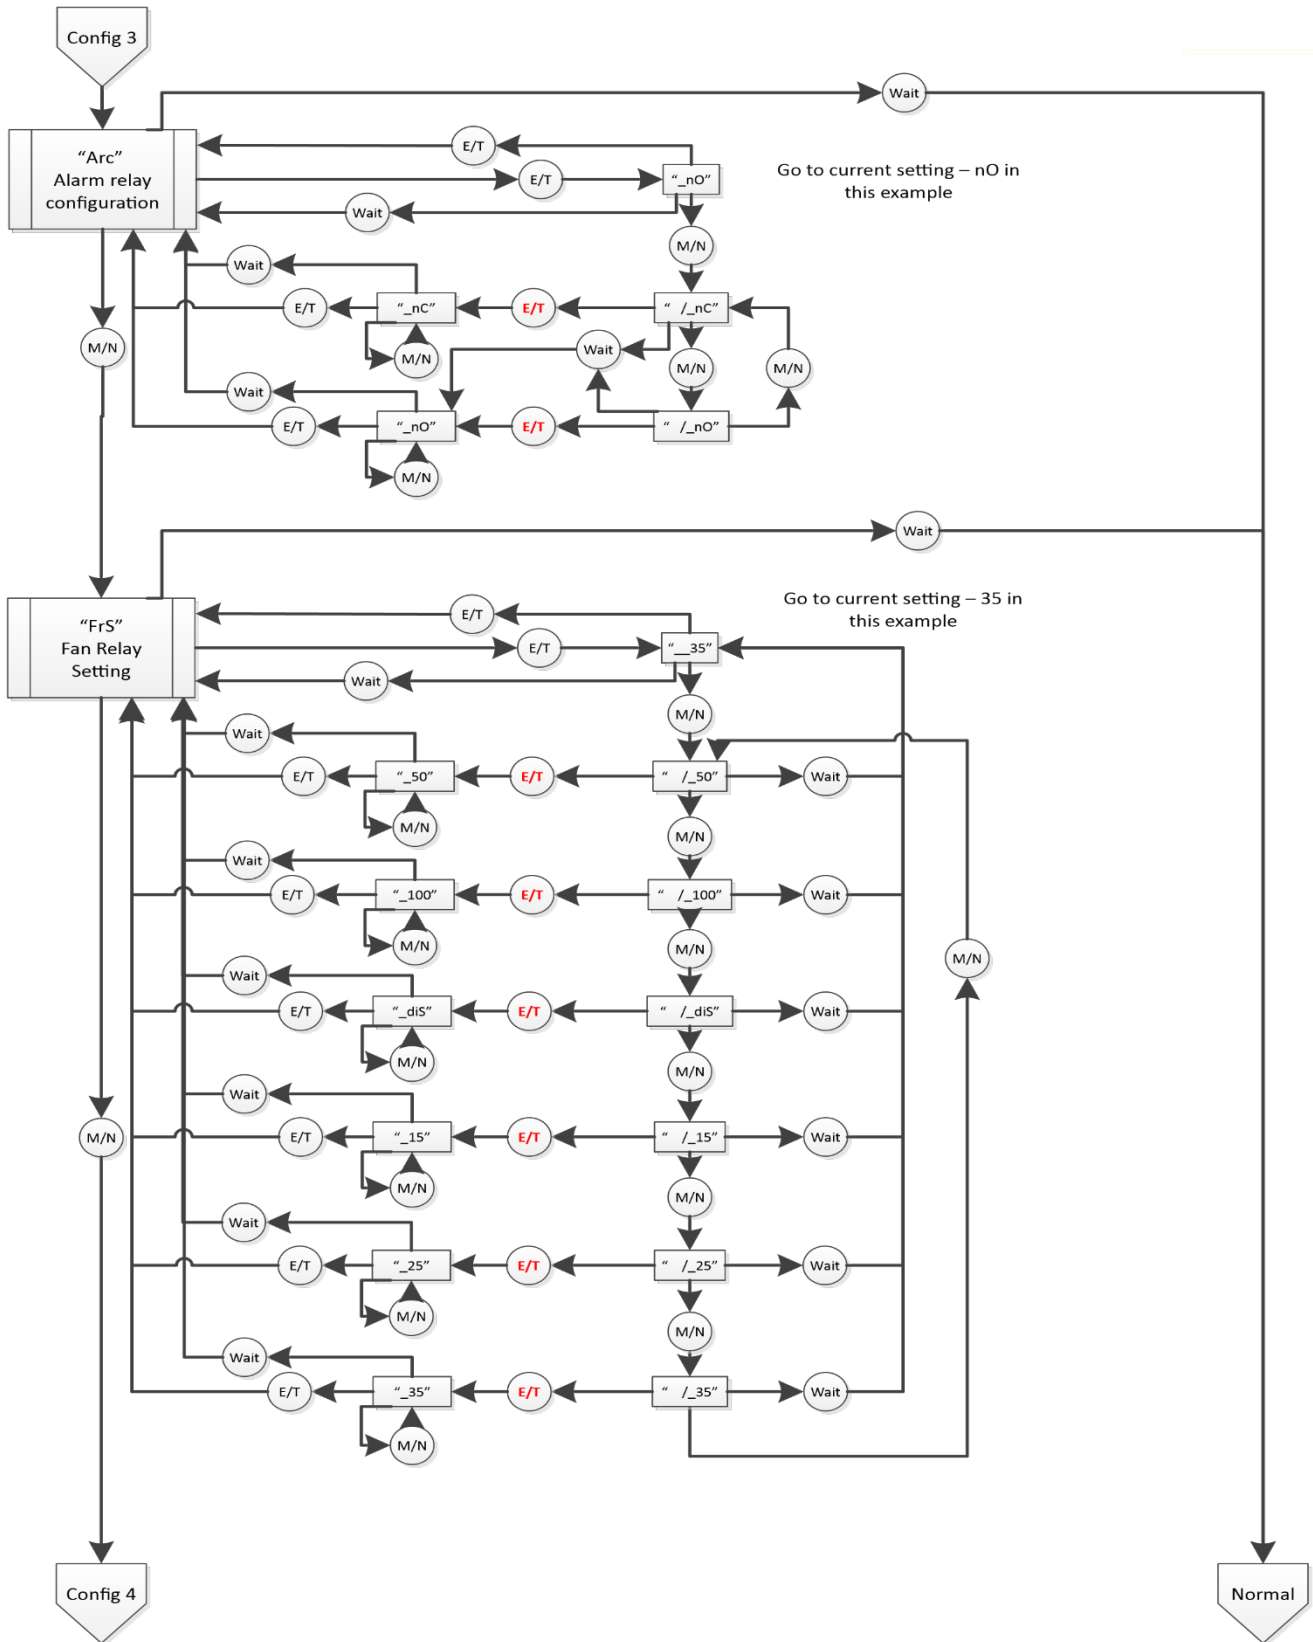 Config 3
Wait
"Arc"
Alarm relay
configuration
E/T
E/T
"_nO"
Go to current setting – nO in
this example
Wait
M/N
Wait
E/T
"_nC"
E/T
" /_nC"
M/N
M/N
Wait
M/N
M/N
Wait
E/T
"_nO"
E/T
" /_nO"
M/N
Wait
"FrS"
Fan Relay
Setting
E/T
E/T
"__35"
Go to current setting – 35 in
this example
Wait
M/N
Wait
E/T
"_50"
E/T
" /_50"
Wait
M/N
M/N
Wait
E/T
"_100"
E/T
" /_100"
Wait
M/N
M/N
M/N
Wait
E/T
"_diS"
E/T
" /_diS"
Wait
M/N
M/N
Wait
M/N
E/T
"_15"
E/T
" /_15"
Wait
M/N
M/N
Wait
E/T
"_25"
E/T
" /_25"
Wait
M/N
M/N
Wait
E/T
"_35"
E/T
" /_35"
Wait
M/N
Config 4
Normal